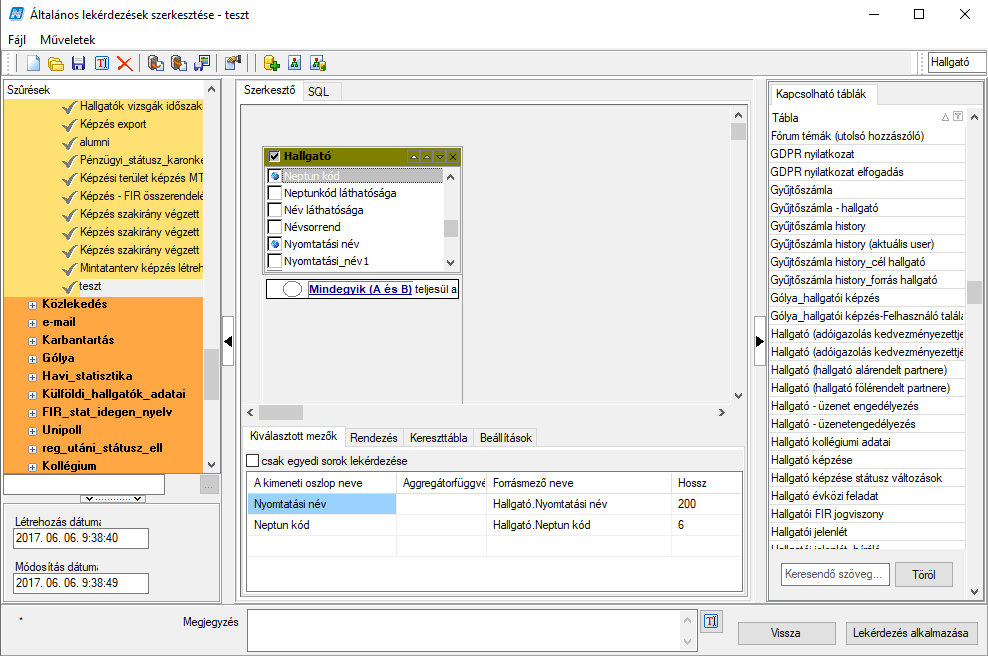 Általános lekérdezések szerkesztése - teszt
Fájl Műveletek
Hallgató
Szűrések
Hallgatók vizsgák időszak
Képzés export
alumni
Pénzügyi_státusz_karonke
Képzési terület képzés MT
Képzés - FIR összerendelé
Képzés szakirány végzett
Képzés szakirány végzett
Képzés szakirány végzett
Mintatanterv képzés létreh
teszt
Közlekedés
e-mail
Karbantartás
Gólya
Havi_statisztika
Külföldi_hallgatók_adatai
FIR_stat_idegen_nyelv
Unipoll
reg_utáni_státusz_ell
Kollégium
...
Létrehozás dátuma
2017. 06. 06. 9:38:40
Módosítás dátuma
2017. 06. 06. 9:38:49
Szerkesztő SQL
Hallgató
Neptun kód
Neptunkód láthatósága
Név láthatósága
Névsorrend
Nyomtatási név
Nyomtatási_név1
Mindegyik (A és B) teljesül a
Kiválasztott mezők Rendezés Kereszttábla Beállítások
csak egyedi sorok lekérdezése
A kimeneti oszlop neve Aggregátorfüggvé Forrásmező neve Hossz
Nyomtatási név Hallgató.Nyomtatási név 200
Neptun kód Hallgató.Neptun kód 6
Kapcsolható táblák
Tábla
Fórum témák (utolsó hozzászóló)
GDPR nyilatkozat
GDPR nyilatkozat elfogadás
Gyűjtőszámla
Gyűjtőszámla - hallgató
Gyűjtőszámla history
Gyűjtőszámla history (aktuális user)
Gyűjtőszámla history_cél hallgató
Gyűjtőszámla history_forrás hallgató
Gólya_hallgatói képzés
Gólya_hallgatói képzés-Felhasználó talála
Hallgató (adóigazolás kedvezményezettje
Hallgató (adóigazolás kedvezményezettje
Hallgató (hallgató alárendelt partnere)
Hallgató (hallgató fölérendelt partnere)
Hallgató - üzenet engedélyezés
Hallgató - üzenetengedélyezés
Hallgató kollégiumi adatai
Hallgató képzése
Hallgató képzése státusz változások
Hallgató évközi feladat
Hallgatói FIR jogviszony
Hallgatói jelenlét
Hallgatói jelenlét_bíráló
Keresendő szöveg... Töröl
* Megjegyzés
Vissza Lekérdezés alkalmazása